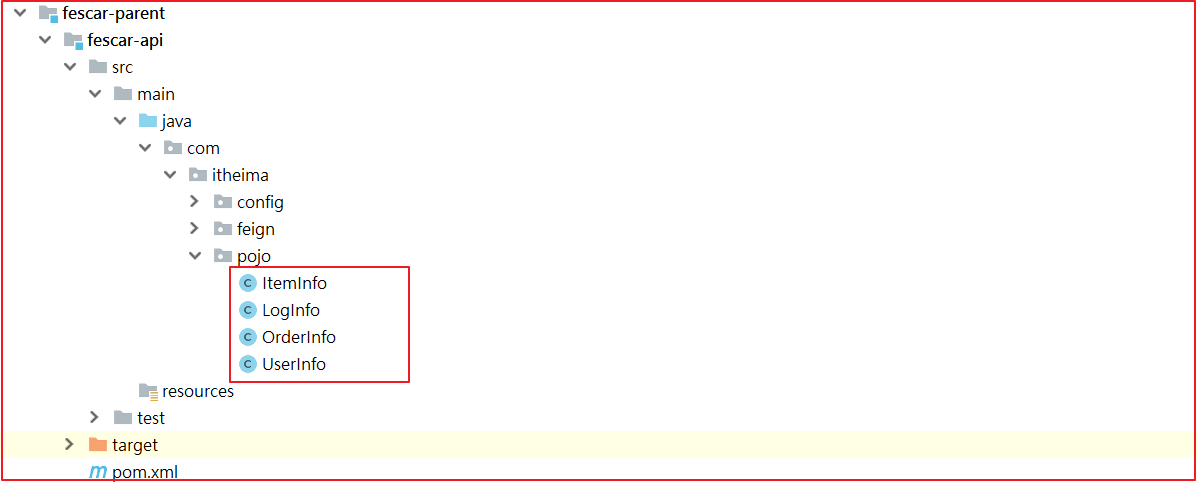 fescar-parent
fescar-api
src
main
java
com
itheima
config
feign
pojo
C ItemInfo
C LogInfo
C OrderInfo
C UserInfo
resources
test
target
m pom.xml